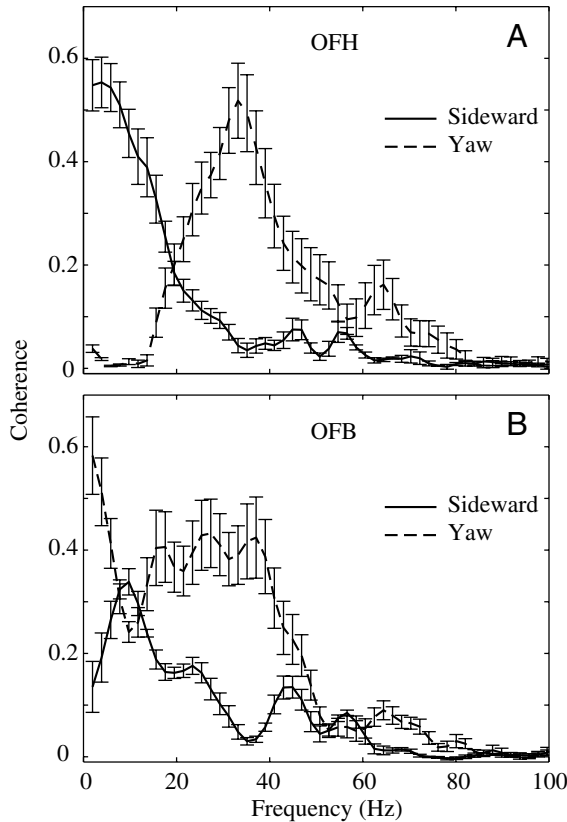 A
OFH
Sideward
Yaw
0.6
0.4
0.2
0
Coherence
B
OFB
Sideward
Yaw
0.6
0.4
0.2
0
0 20 40 60 80 100
Frequency (Hz)